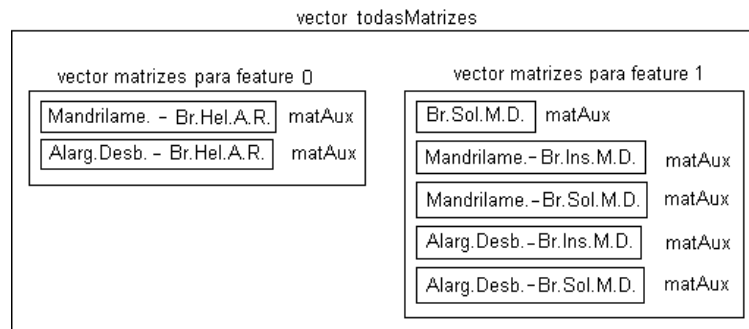 vector todasMatrizes
vector matrizes para feature 0
Mandrilame. - Br.Hel.A.R. matAux
Alarg.Desb. - Br.Hel.A.R. matAux
vector matrizes para feature 1
Br.Sol.M.D. matAux
Mandrilame.-Br.Ins.M.D. matAux
Mandrilame.-Br.Sol.M.D. matAux
Alarg.Desb.-Br.Ins.M.D. matAux
Alarg.Desb.-Br.Sol.M.D. matAux